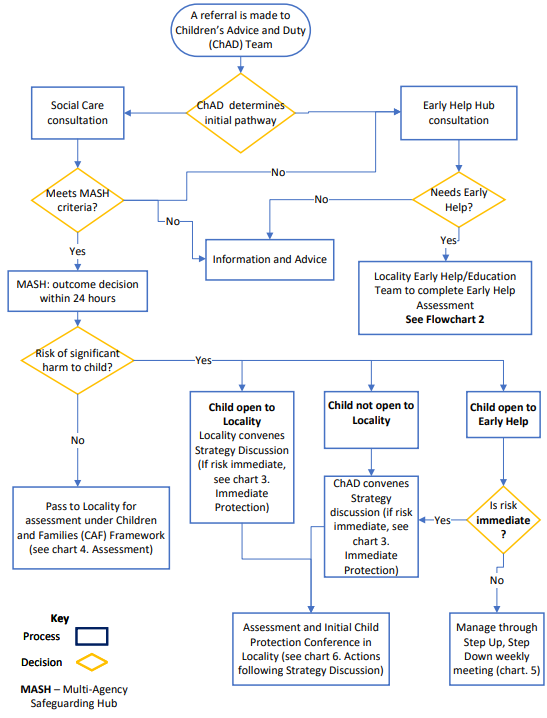 A referral is made to
Children's Advice and Duty
(ChAD) Team
Social Care
consultation
ChAD determines
initial pathway
Early Help Hub
consultation
No
Meets MASH
criteria?
No
No
Needs Early
Help?
Yes
Information and Advice
Yes
MASH: outcome decision
within 24 hours
Locality Early Help/Education
Team to complete Early Help
Assessment
See Flowchart 2
Risk of significant
harm to child?
Yes
Child open to
Locality
Locality convenes
Strategy Discussion
(If risk immediate,
see chart 3.
Immediate
Protection)
Child not open to
Locality
Child open to
Early Help
No
ChAD convenes
Strategy
discussion (if risk
immediate, see
chart 3.
Immediate
Protection)
Yes
Is risk
immediate
?
Pass to Locality for
assessment under Children
and Families (CAF) Framework
(see chart 4. Assessment)
No
Assessment and Initial Child
Protection Conference in
Locality (see chart 6. Actions
following Strategy Discussion)
Manage through
Step Up, Step
Down weekly
meeting (chart. 5)
Key
Process
Decision
MASH – Multi-Agency
Safeguarding Hub